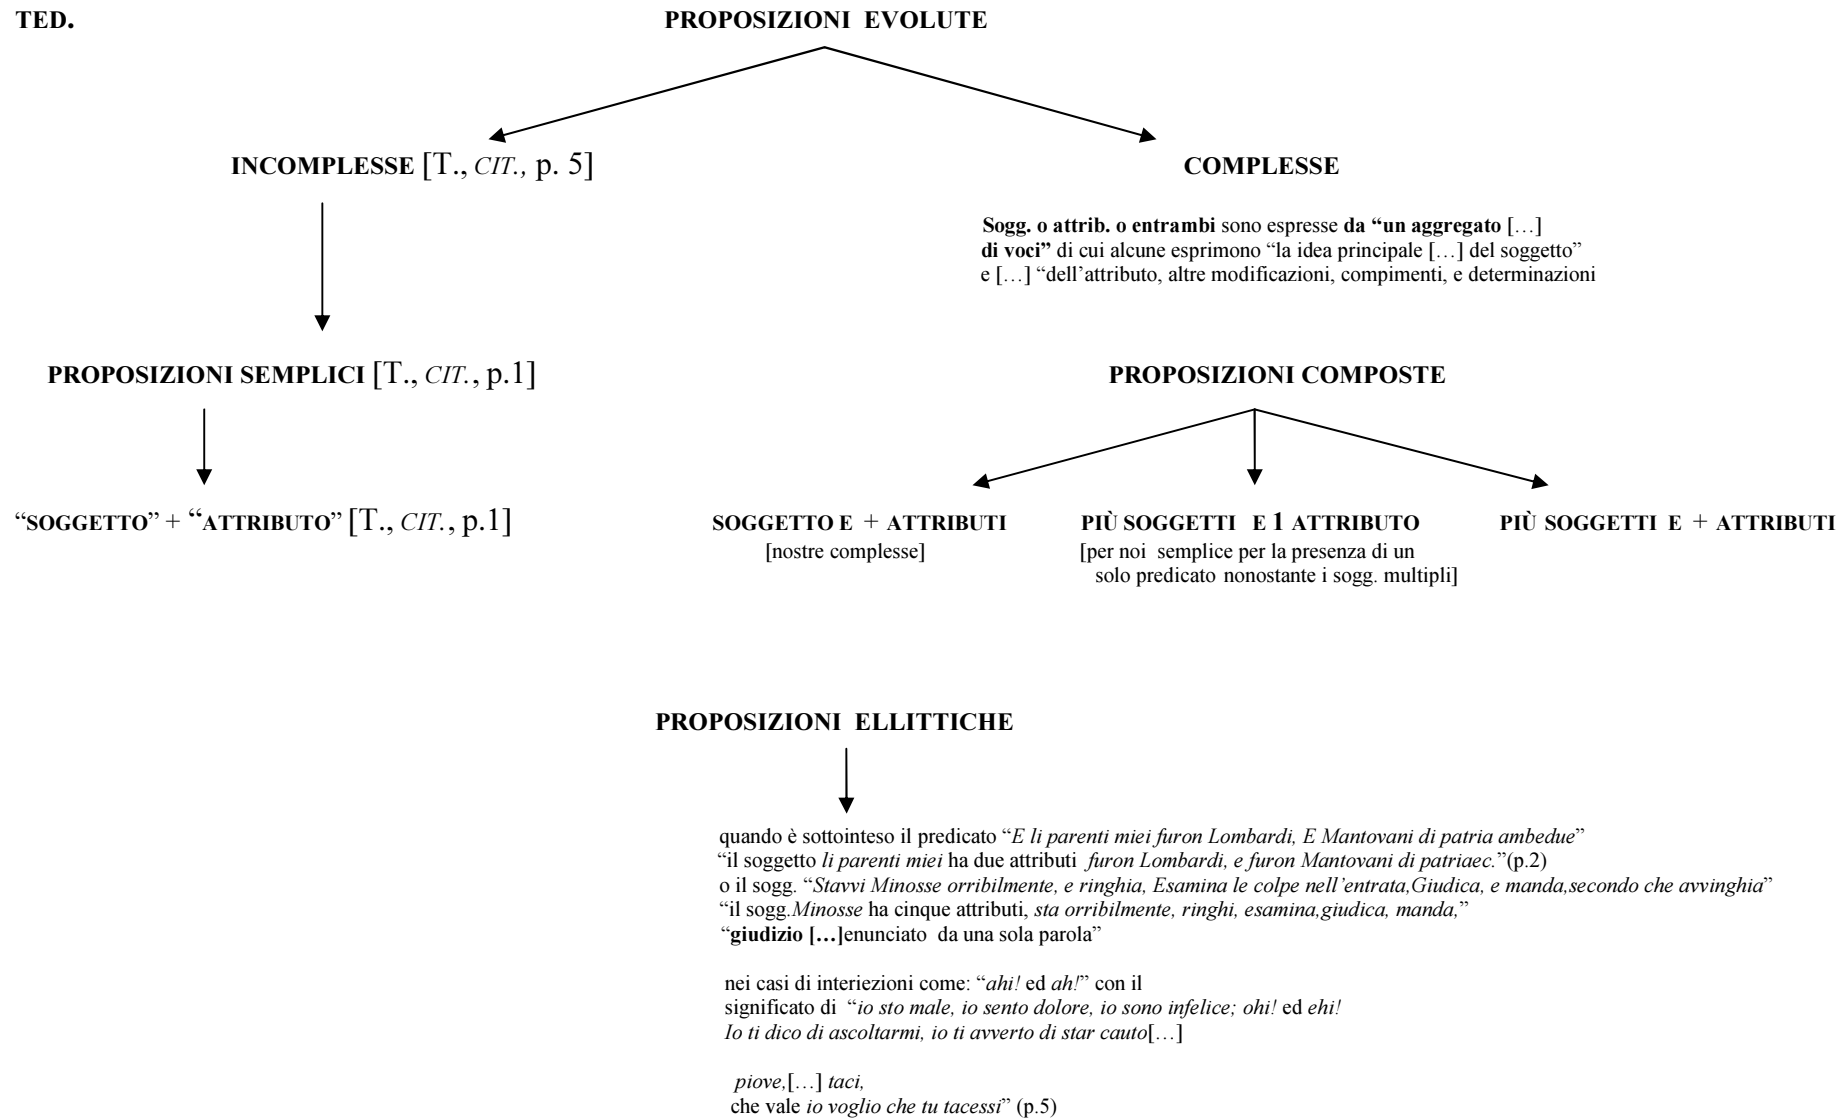 TED.
PROPOSIZIONI EVOLUTE
INCOMPLESSE [T., CIT., p. 5]
COMPLESSE
Sogg. o attrib. o entrambi sono espresse da “un aggregato […]
di voci” di cui alcune esprimono “la idea principale […] del soggetto”
e […] “dell’attributo, altre modificazioni, compimenti, e determinazioni
PROPOSIZIONI SEMPLICI [T., CIT., p.1]
PROPOSIZIONI COMPOSTE
“SOGGETTO” + “ATTRIBUTO” [T., CIT., p.1]
SOGGETTO E + ATTRIBUTI
[nostre complesse]
PIÙ SOGGETTI E 1 ATTRIBUTO
[per noi semplice per la presenza di un
solo predicato nonostante i sogg. multipli]
PIÙ SOGGETTI E + ATTRIBUTI
PROPOSIZIONI ELLITTICHE
quando è sottointeso il predicato “E li parenti miei furon Lombardi, E Mantovani di patria ambedue”
“il soggetto li parenti miei ha due attributi furon Lombardi, e furon Mantovani di patriaec.”(p.2)
o il sogg. “Stavvi Minosse orribilmente, e ringhia, Esamina le colpe nell’entrata,Giudica, e manda,secondo che avvinghia”
“il sogg.Minosse ha cinque attributi, sta orribilmente, ringhi, esamina,giudica, manda,”
“giudizio […]enunciato da una sola parola”
nei casi di interiezioni come: “ahi! ed ah!” con il
significato di “io sto male, io sento dolore, io sono infelice; ohi! ed ehi!
Io ti dico di ascoltarmi, io ti avverto di star cauto[…]
piove,[…] taci,
che vale io voglio che tu tacessi” (p.5)